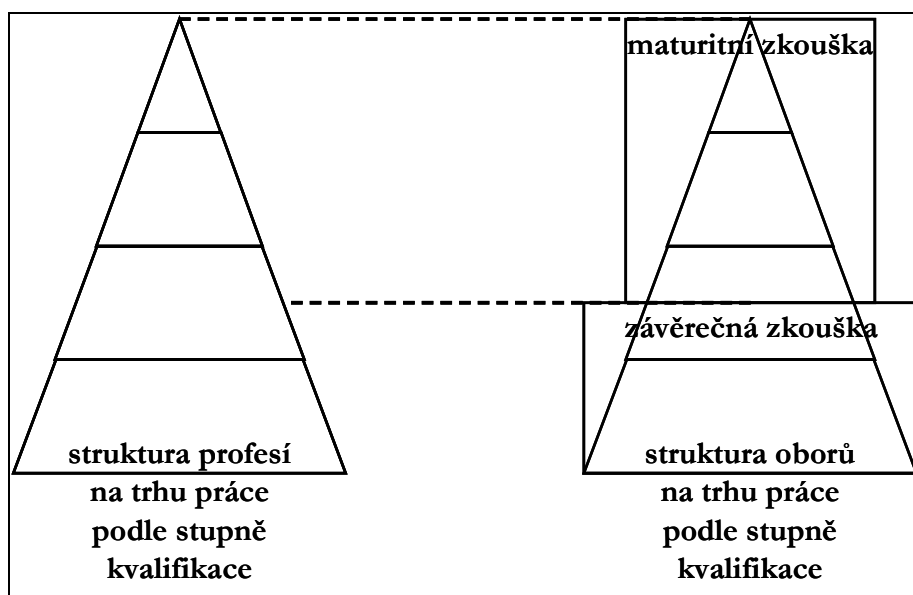 maturitní zkouška
závěrečná zkouška
struktura profesí
na trhu práce
podle stupně
kvalifikace
struktura oborů
na trhu práce
podle stupně
kvalifikace